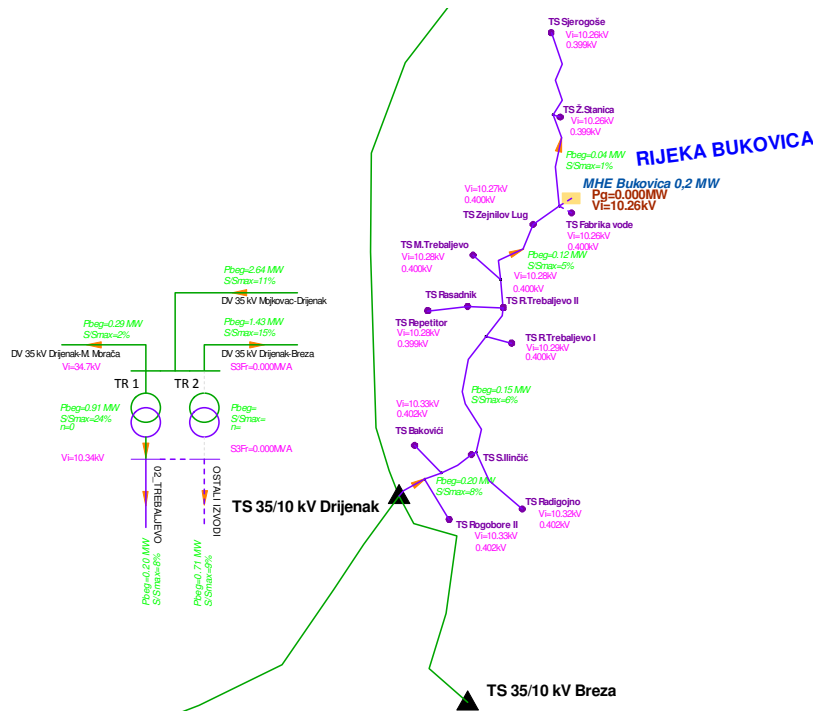 TS Sjerogoše
Vi=10.26kV
0.399kV
TS Ž.Stanica
Vi=10.26kV
0.399kV
Pbeg=0.04 MW
S/Smax=1%
RIJEKA BUKOVICA
MHE Bukovica 0,2 MW
Pg=0.000MW
Vi=10.26kV
Vi=10.27kV
0.400kV
TS Zejnilov Lug
TS Fabrika vode
Vi=10.26kV
0.400kV
TS M.Trebaljevo
Vi=10.28kV
0.400kV
Pbeg=0.12 MW
S/Smax=5%
Vi=10.28kV
0.400kV
TS Rasadnik
TS R.Trebaljevo II
TS Repetitor
Vi=10.28kV
0.399kV
TS R.Trebaljevo I
Vi=10.29kV
0.400kV
Pbeg=0.15 MW
S/Smax=6%
Vi=10.33kV
0.402kV
TS Bakovići
TS S.Ilinčić
Pbeg=0.20 MW
S/Smax=8%
TS Radigojno
Vi=10.32kV
0.402kV
TS Rogobore II
Vi=10.33kV
0.402kV
TS 35/10 kV Drijenak
TS 35/10 kV Breza
Pbeg=2.64 MW
S/Smax=11%
DV 35 kV Mojkovac-Drijenak
Pbeg=0.29 MW
S/Smax=2%
DV 35 kV Drijenak-M. Morača
Vi=34.7kV
Pbeg=1.43 MW
S/Smax=15%
DV 35 kV Drijenak-Breza
S3Fr=0.000MVA
TR 1
TR 2
Pbeg=0.91 MW
S/Smax=24%
n=0
Pbeg=
S/Smax=
n=
Vi=10.34kV
S3Fr=0.000MVA
02_TREBALJEVO
OSTALI IZVODI
Pbeg=0.20 MW
S/Smax=8%
Pbeg=0.71 MW
S/Smax=9%